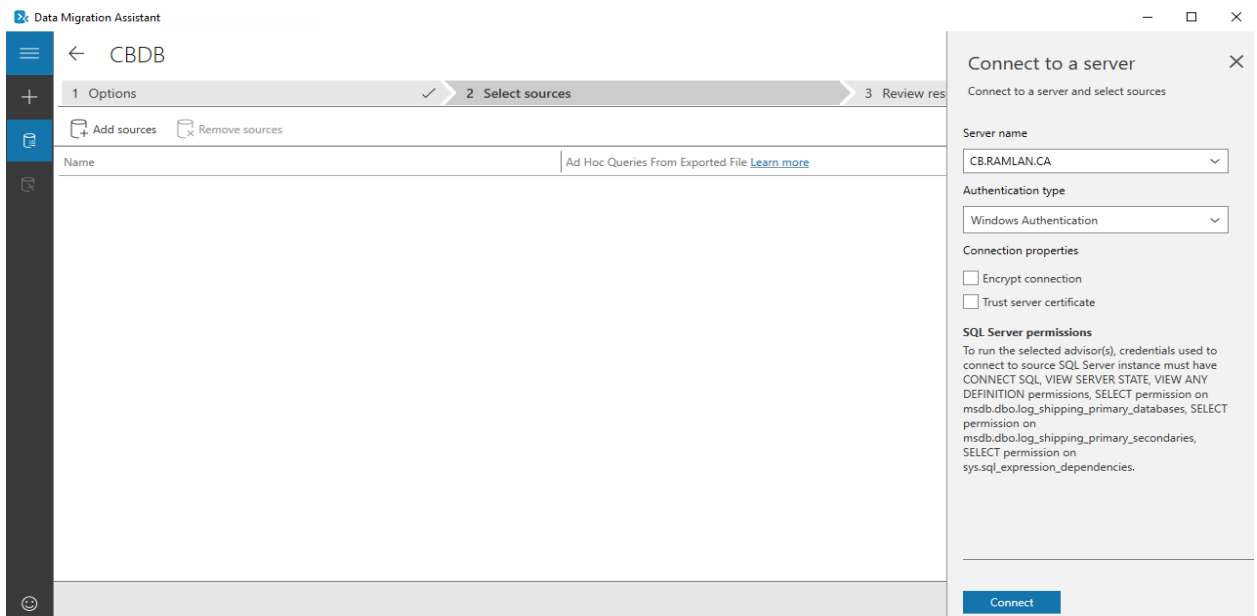 Data Migration Assistant
CBDB
1 Options
2 Select sources
3 Review res
Add sources
Remove sources
Name
Ad Hoc Queries From Exported File Learn more
Connect to a server
Connect to a server and select sources
Server name
CB.RAMLAN.CA
Authentication type
Windows Authentication
Connection properties
Encrypt connection
Trust server certificate
SQL Server permissions
To run the selected advisor(s), credentials used to
connect to source SQL Server instance must have
CONNECT SQL, VIEW SERVER STATE, VIEW ANY
DEFINITION permissions, SELECT permission on
msdb.dbo.log_shipping_primary_databases, SELECT
permission on
msdb.dbo.log_shipping_primary_secondaries,
SELECT permission on
sys.sql_expression_dependencies.
Connect